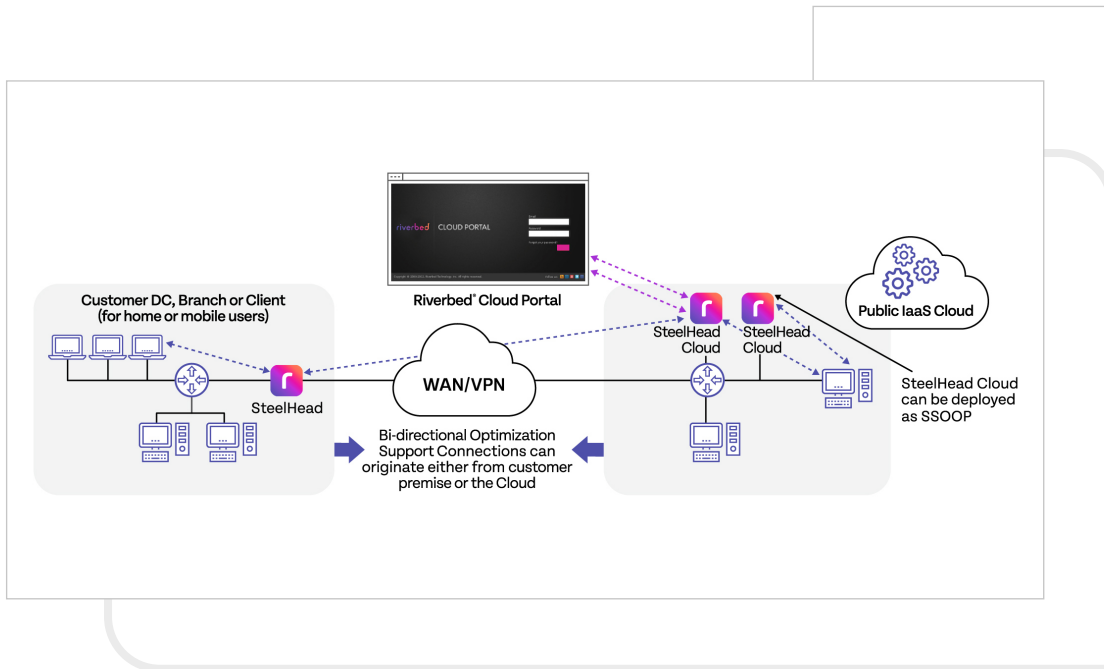 riverbed
CLOUD PORTAL
Email
Password
Customer DC, Branch or Client
(for home or mobile users)
Riverbed® Cloud Portal
Public IaaS Cloud
SteelHead
Cloud
SteelHead
Cloud
WAN/VPN
SteelHead
SteelHead Cloud
can be deployed
as SSOOP
Bi-directional Optimization
Support Connections can
originate either from customer
premise or the Cloud